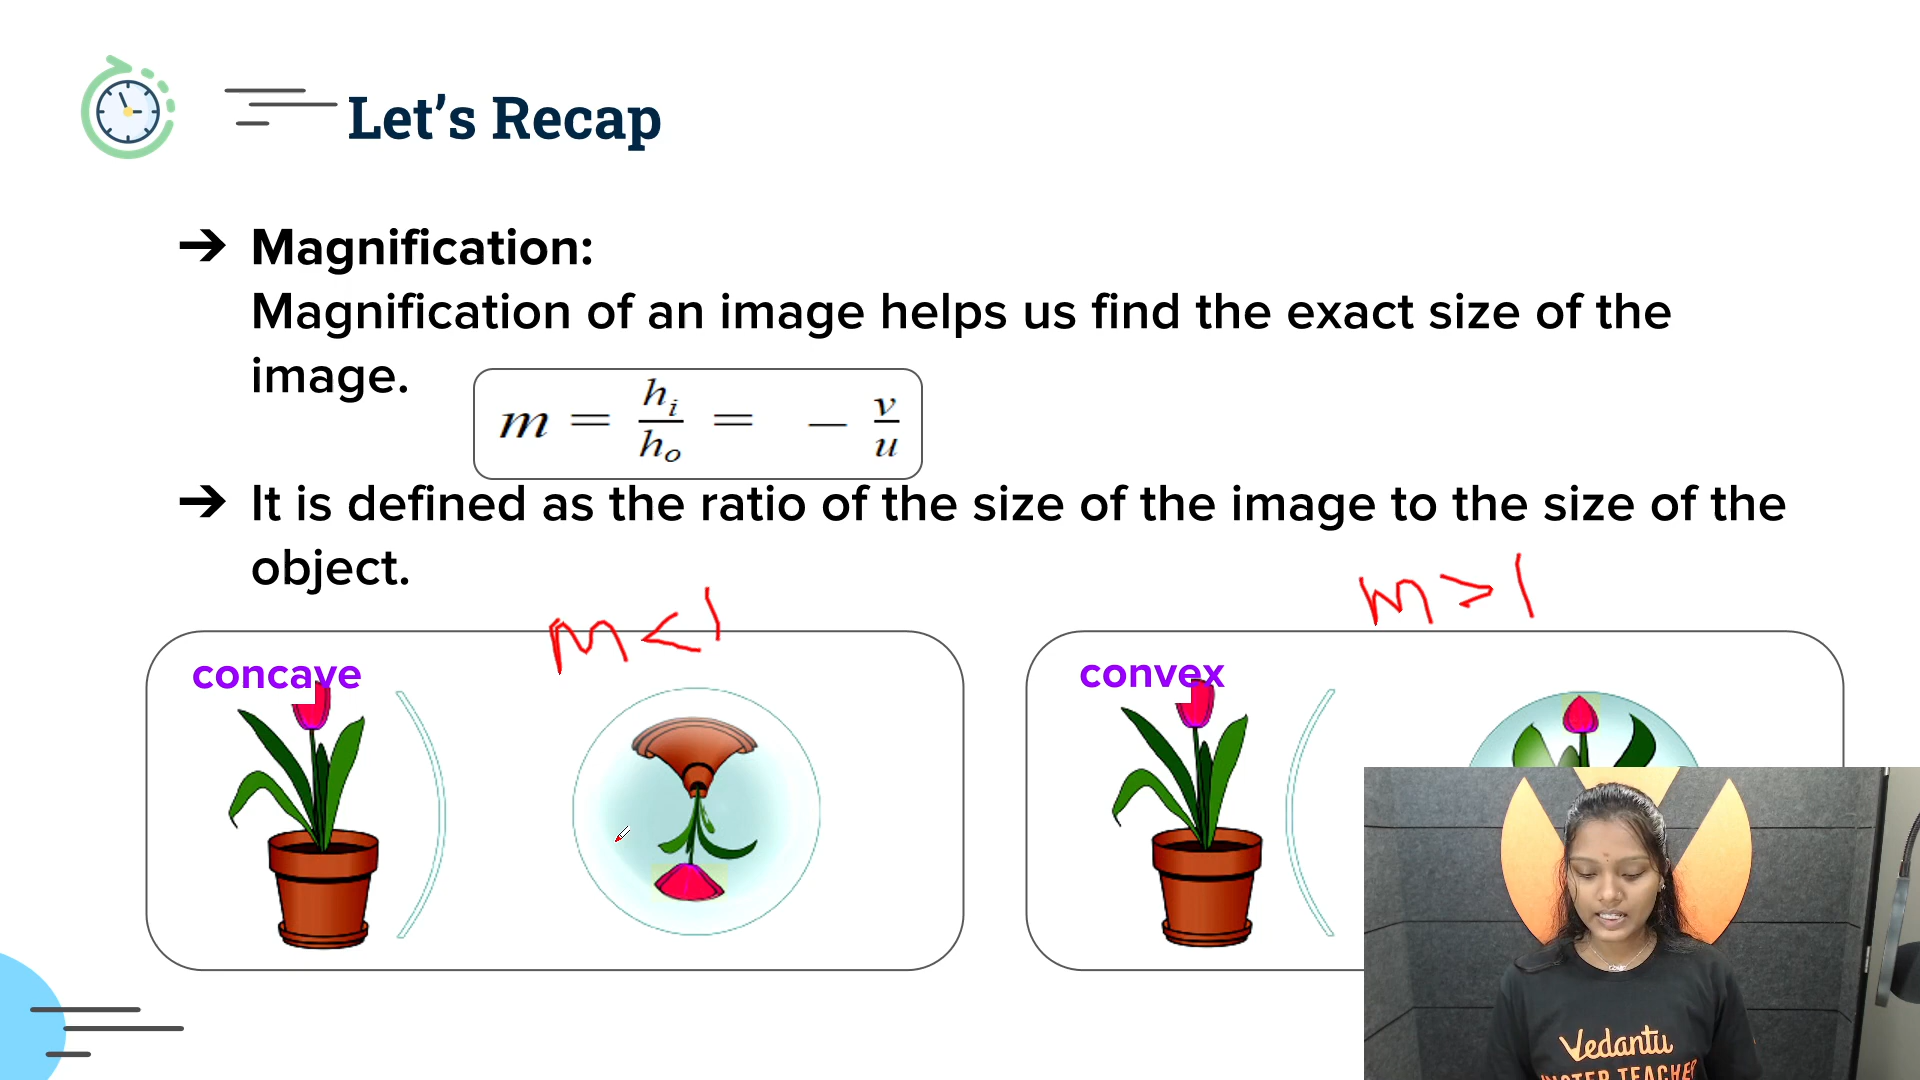 Let’s Recap
➔ Magnification:
Magnification of an image helps us find the exact size of the
image.
m = h_i/h_o = - v/u
➔ It is defined as the ratio of the size of the image to the size of the
object.
m < 1
m > 1
concave
convex
Vedantu
MASTER TEACHER